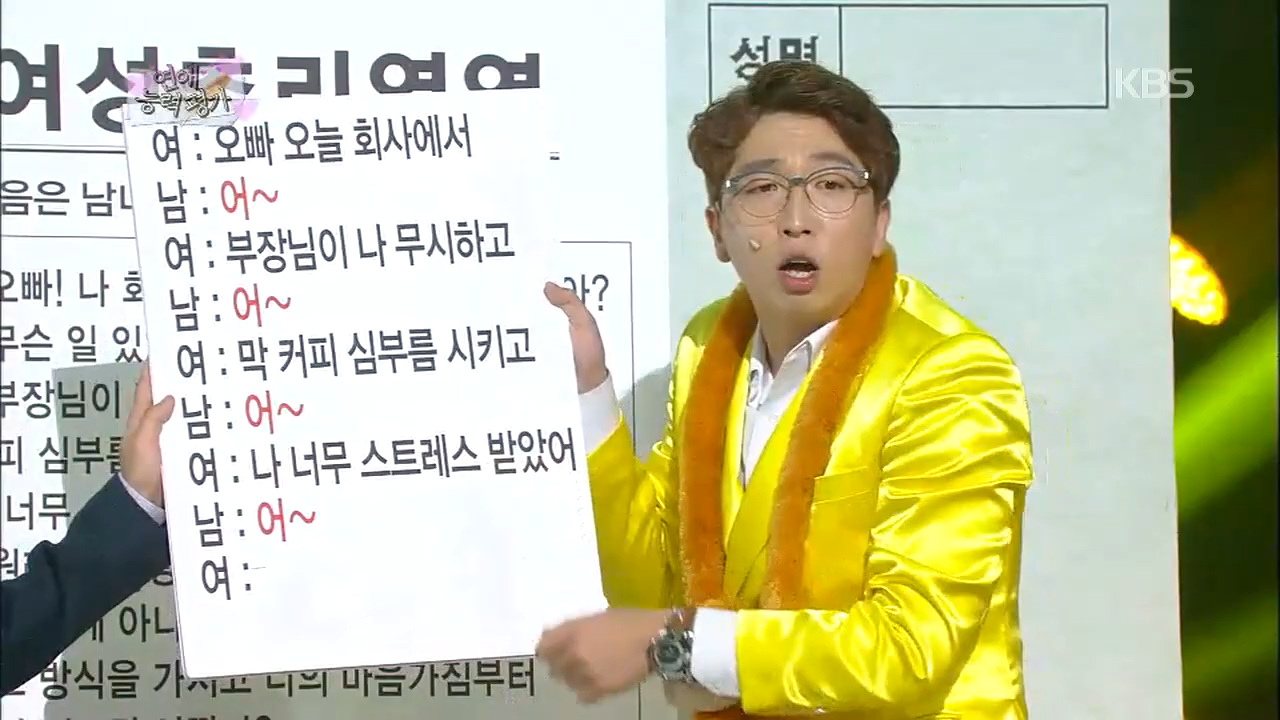 성명
KBS
연애
능력 평가
여 : 오빠 오늘 회사에서
남 : 어~
여 : 부장님이 나 무시하고
남 : 어~
여 : 막 커피 심부름 시키고
남 : 어~
여 : 나 너무 스트레스 받았어
남 : 어~
여 :
음은
오빠! 나
무슨 일 있
부장님이
피 심부름
너무
방식을 가지고 너의 마음가짐부터